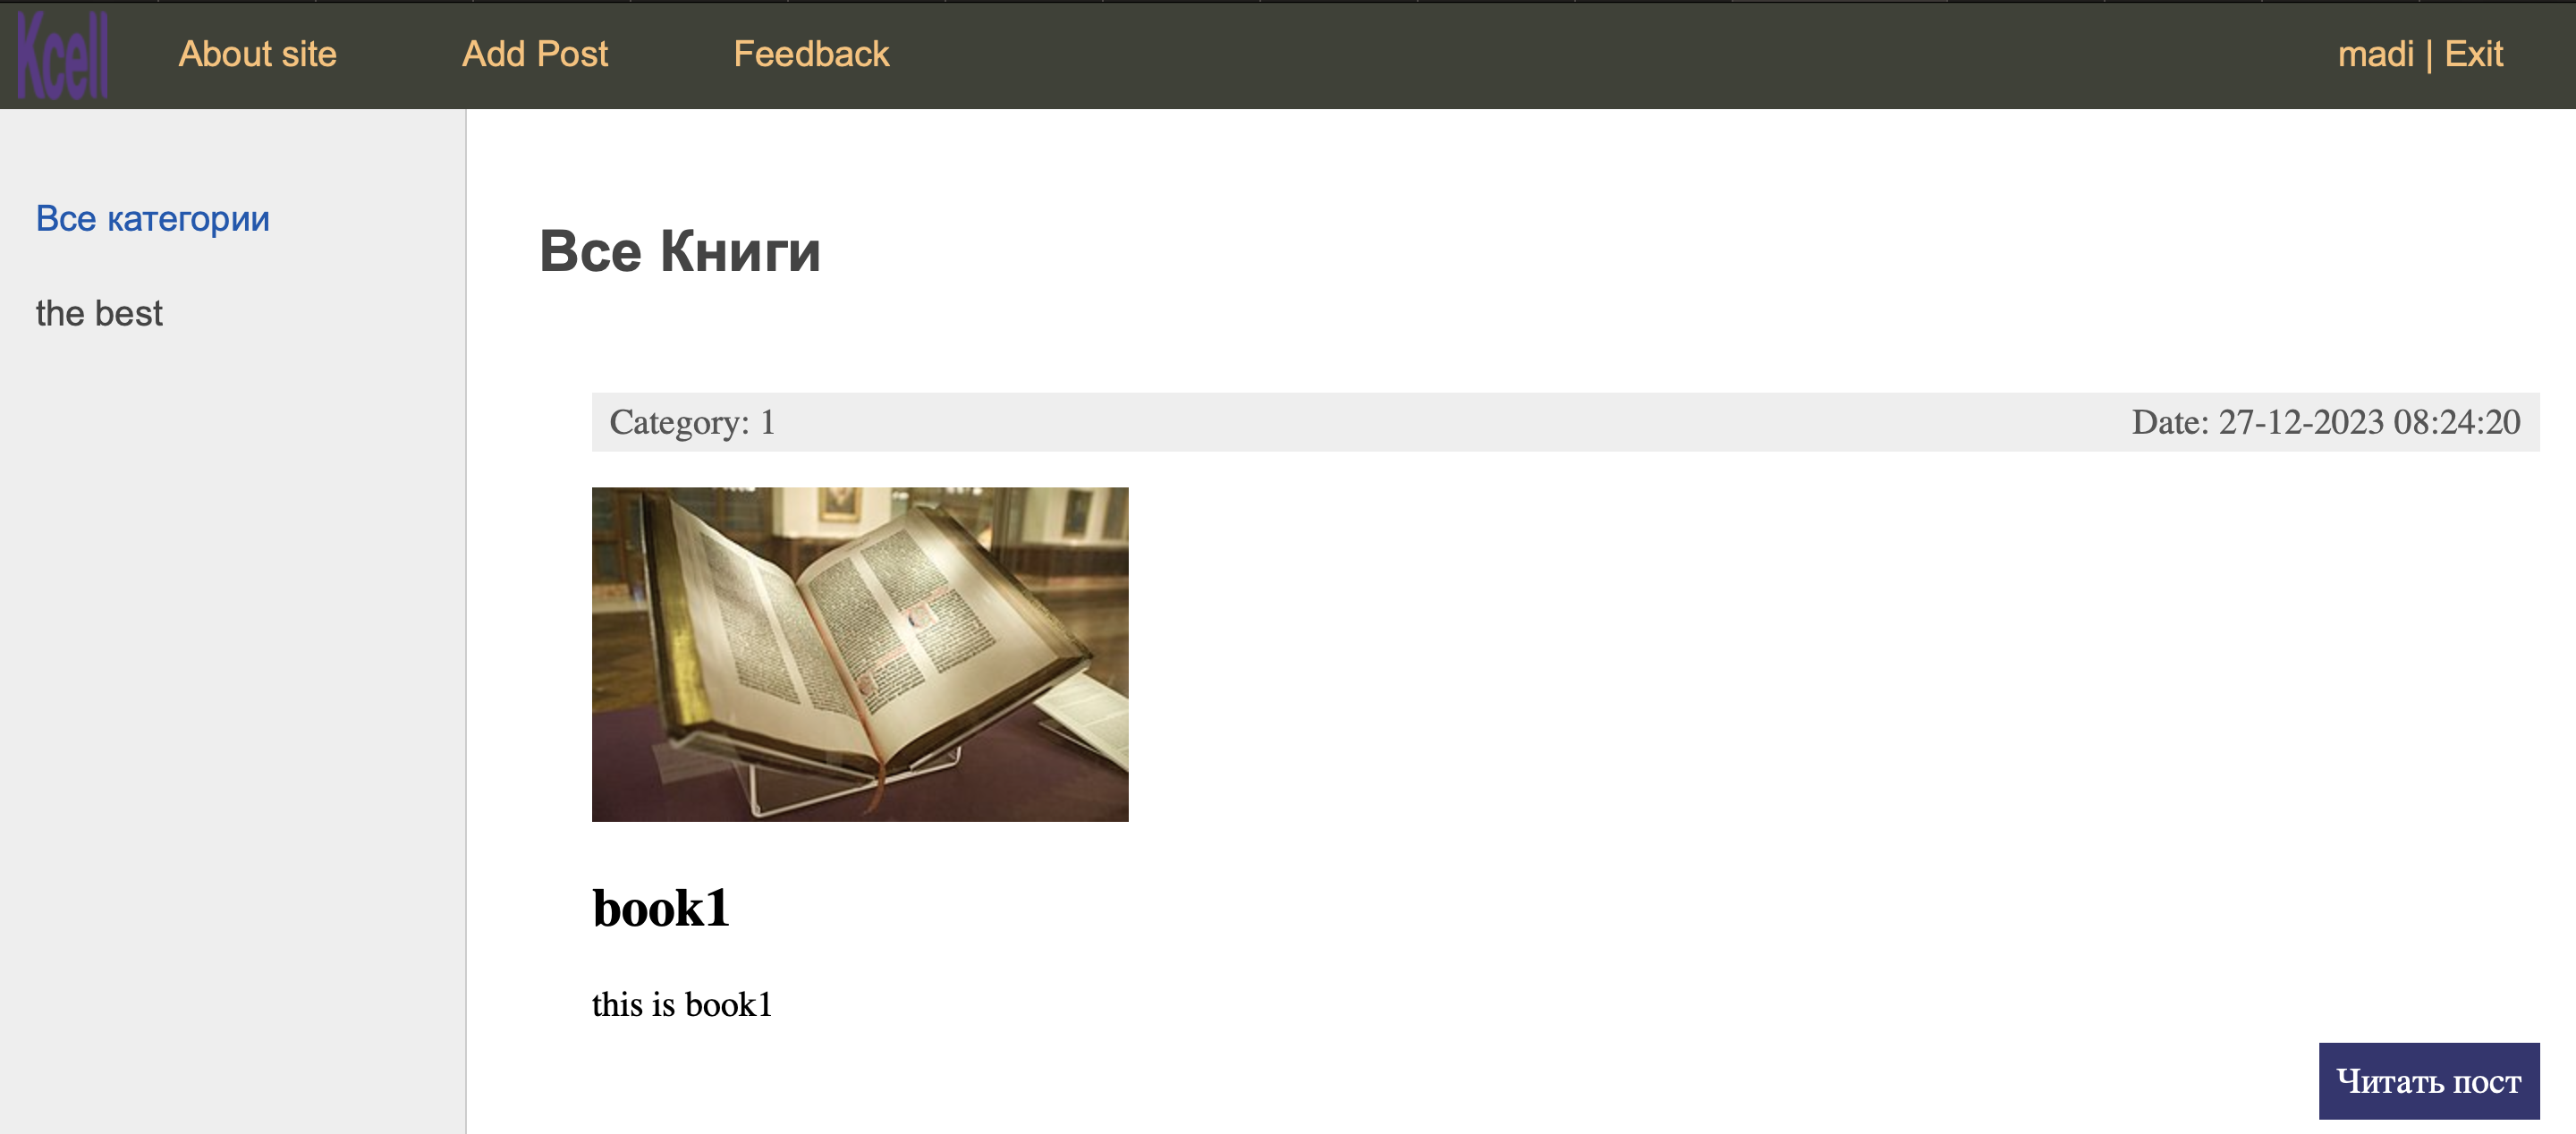 Kcell
About site Add Post Feedback madi | Exit
Все категории
the best
Все Книги
Category: 1 Date: 27-12-2023 08:24:20
book1
this is book1
Читать пост